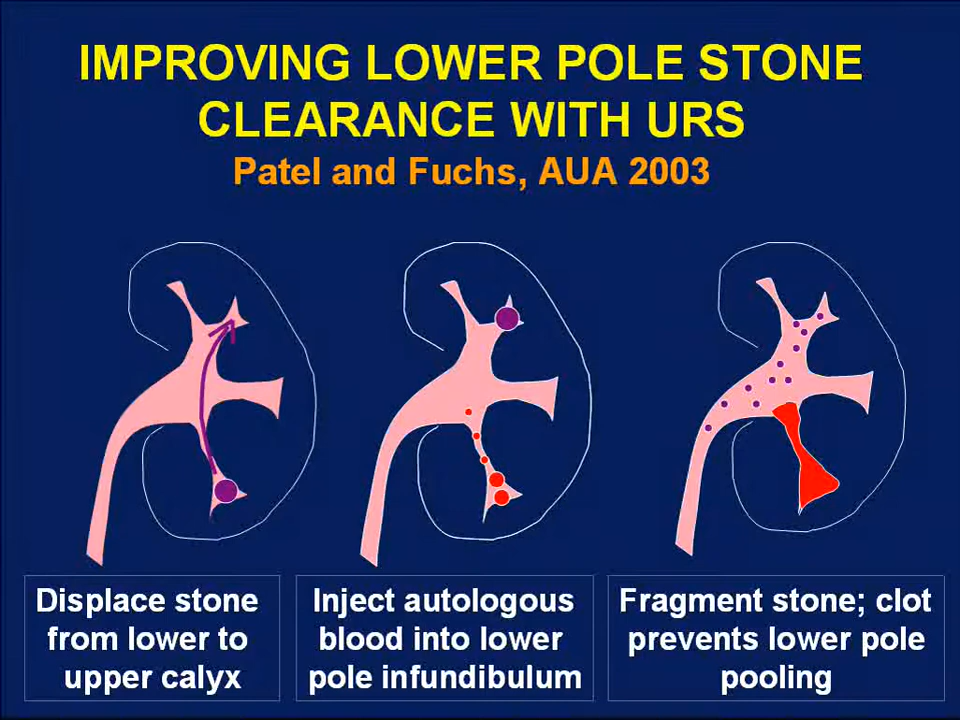 IMPROVING LOWER POLE STONE
CLEARANCE WITH URS
Patel and Fuchs, AUA 2003
Displace stone
from lower to
upper calyx
Inject autologous
blood into lower
pole infundibulum
Fragment stone; clot
prevents lower pole
pooling